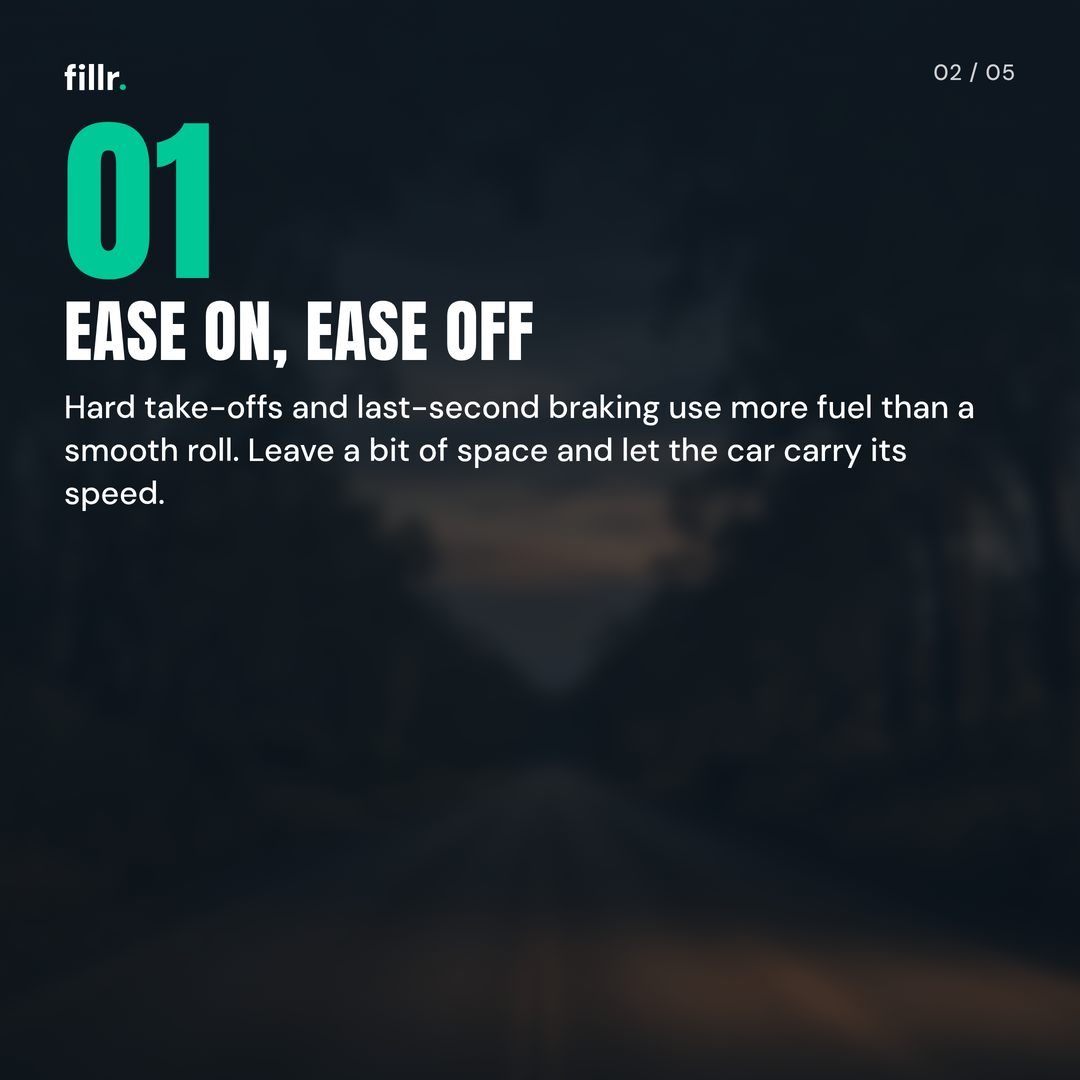 fillr.
02 / 05
01
EASE ON, EASE OFF
Hard take-offs and last-second braking use more fuel than a
smooth roll. Leave a bit of space and let the car carry its
speed.